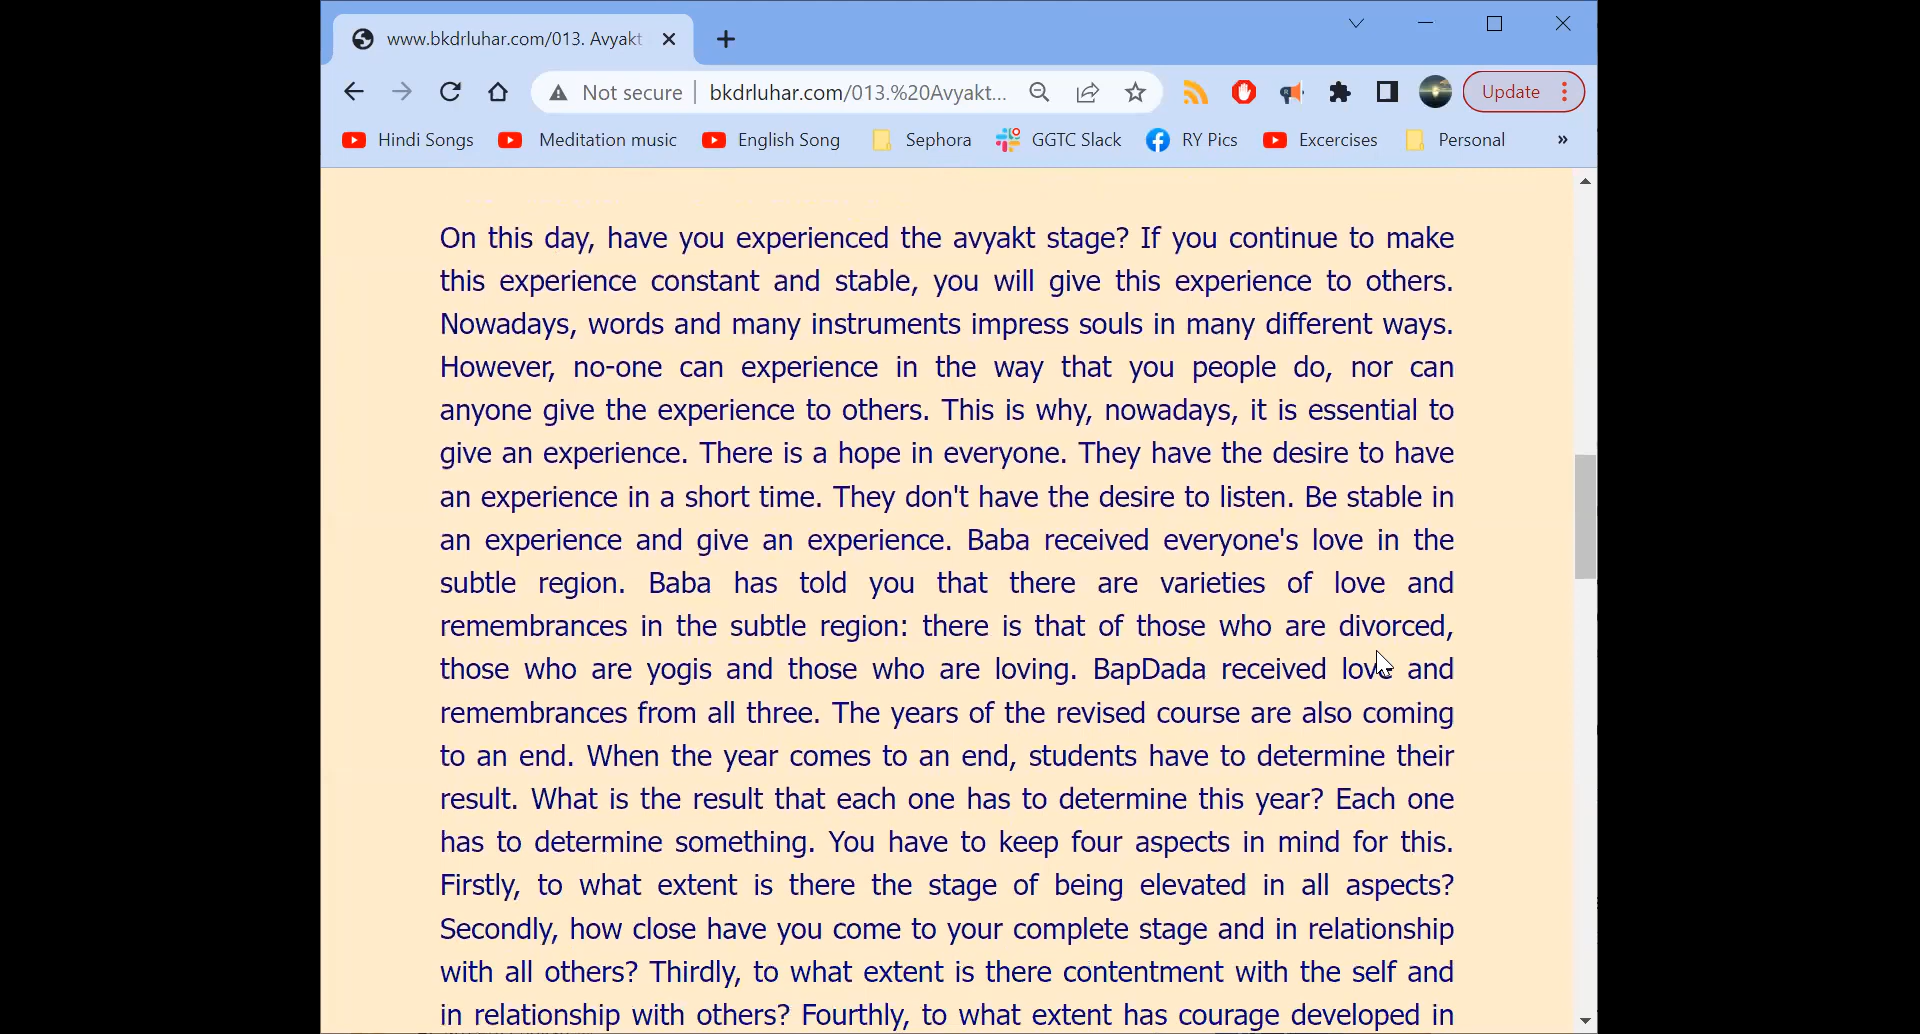 www.bkdrluhar.com/013. Avyakt
Not secure
bkdrluhar.com/013.%20Avyakt...
Update
Hindi Songs
Meditation music
English Song
Sephora
GGTC Slack
RY Pics
Excercises
Personal
»
On this day, have you experienced the avyakt stage? If you continue to make
this experience constant and stable, you will give this experience to others.
Nowadays, words and many instruments impress souls in many different ways.
However, no-one can experience in the way that you people do, nor can
anyone give the experience to others. This is why, nowadays, it is essential to
give an experience. There is a hope in everyone. They have the desire to have
an experience in a short time. They don't have the desire to listen. Be stable in
an experience and give an experience. Baba received everyone's love in the
subtle region. Baba has told you that there are varieties of love and
remembrances in the subtle region: there is that of those who are divorced,
those who are yogis and those who are loving. BapDada received love and
remembrances from all three. The years of the revised course are also coming
to an end. When the year comes to an end, students have to determine their
result. What is the result that each one has to determine this year? Each one
has to determine something. You have to keep four aspects in mind for this.
Firstly, to what extent is there the stage of being elevated in all aspects?
Secondly, how close have you come to your complete stage and in relationship
with all others? Thirdly, to what extent is there contentment with the self and
in relationship with others? Fourthly, to what extent has courage developed in